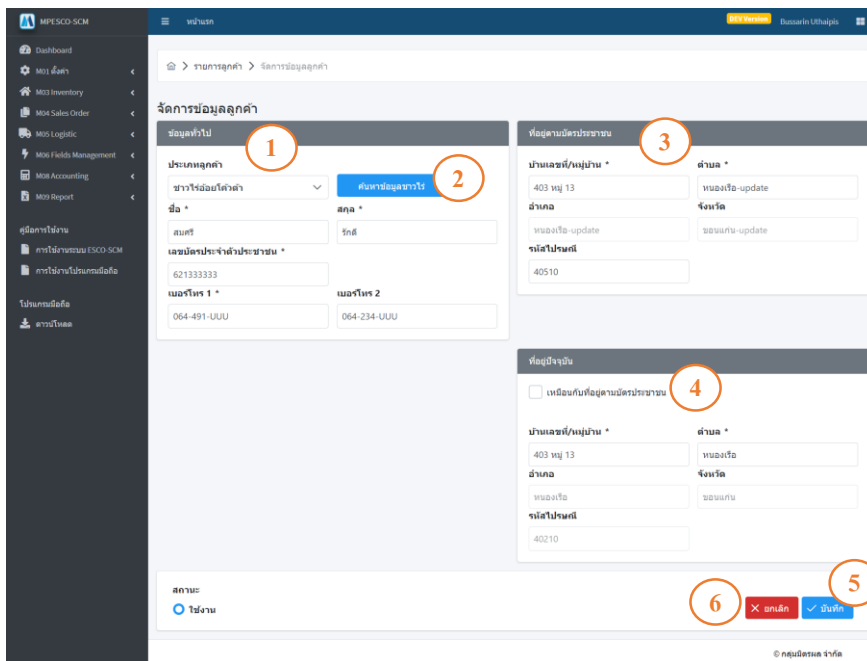 MPESCO-SCM
หน้าแรก
DEV Version
Bussarin Uthaipis
Dashboard
M01 ตั้งค่า
M03 Inventory
M04 Sales Order
M05 Logistic
M06 Fields Management
M08 Accounting
M09 Report
คู่มือการใช้งาน
การใช้งานระบบ ESCO-SCM
การใช้งานโปรแกรมมือถือ
โปรแกรมมือถือ
ดาวน์โหลด
รายการลูกค้า
จัดการข้อมูลลูกค้า
จัดการข้อมูลลูกค้า
ข้อมูลทั่วไป
1
ประเภทลูกค้า
ชาวไร่อ้อยโควต้า
ค้นหาข้อมูลชาวไร่
2
ชื่อ * สกุล *
สมศรี รักดี
เลขบัตรประจำตัวประชาชน *
621333333
เบอร์โทร 1 * เบอร์โทร 2
064-491-UUU 064-234-UUU
ที่อยู่ตามบัตรประชาชน
3
บ้านเลขที่/หมู่บ้าน * ตำบล *
403 หมู่ 13 หนองเรือ-update
อำเภอ จังหวัด
หนองเรือ-update ขอนแก่น-update
รหัสไปรษณี
40510
ที่อยู่ปัจจุบัน
เหมือนกับที่อยู่ตามบัตรประชาชน
4
บ้านเลขที่/หมู่บ้าน * ตำบล *
403 หมู่ 13 หนองเรือ
อำเภอ จังหวัด
หนองเรือ ขอนแก่น
รหัสไปรษณี
40210
สถานะ
ใช้งาน
6
ยกเลิก
บันทึก
5
© กลุ่มมิตรผล จำกัด